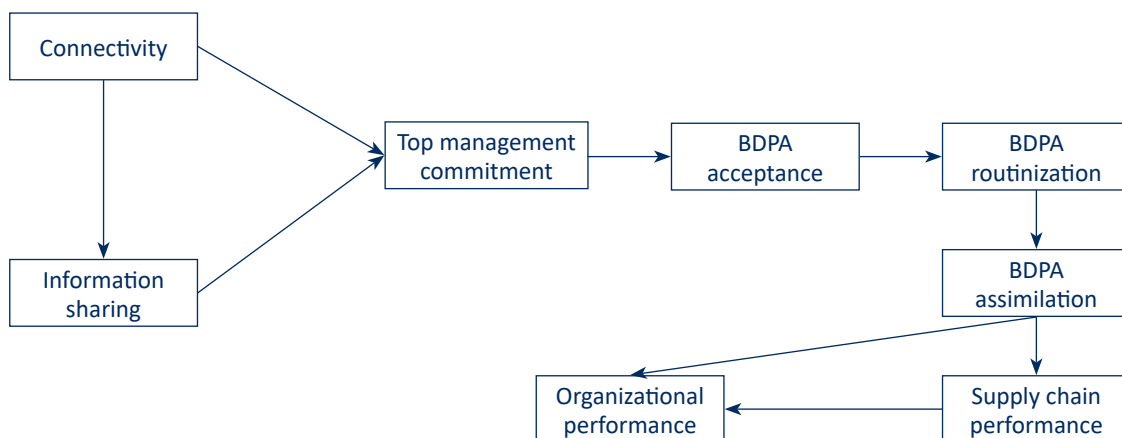 Connectivity
Top management
commitment
BDPA
acceptance
BDPA
routinization
Information
sharing
BDPA
assimilation
Organizational
performance
Supply chain
performance